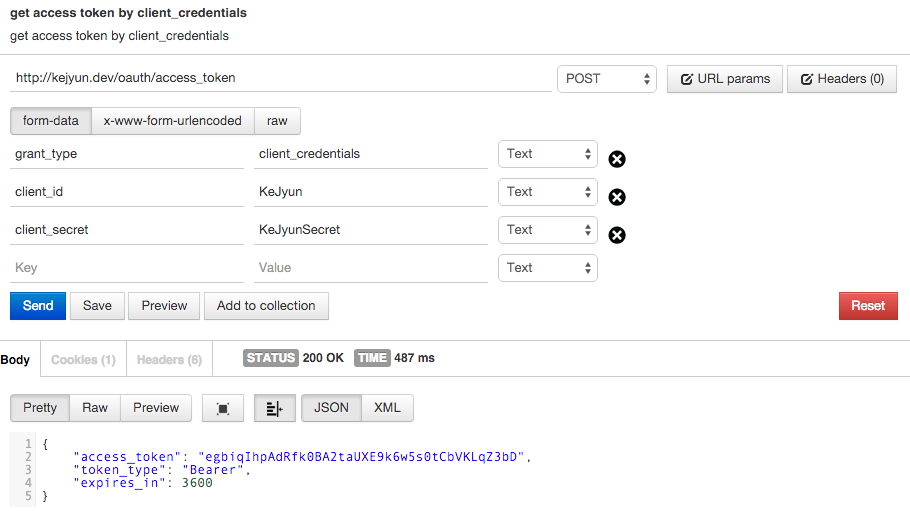 get access token by client_credentials
get access token by client_credentials
http://kejyun.dev/oauth/access_token POST URL params Headers (0)
form-data x-www-form-urlencoded raw
grant_type client_credentials Text
client_id KeJyun Text
client_secret KeJyunSecret Text
Key Value Text
Send Save Preview Add to collection Reset
Body Cookies (1) Headers (6) STATUS 200 OK TIME 487 ms
Pretty Raw Preview JSON XML
1 {
2 "access_token": "egbiqIhpAdRfk0BA2taUXE9k6w5s0tCbVKLqZ3bD",
3 "token_type": "Bearer",
4 "expires_in": 3600
5 }